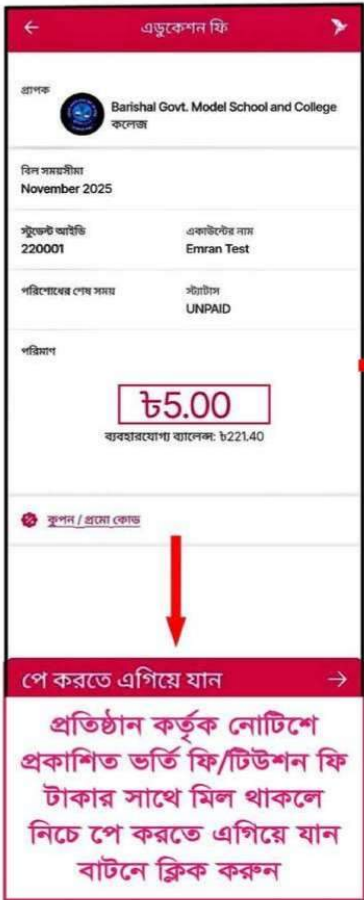 এডুকেশন ফি
প্রাপক
Barishal Govt. Model School and College
কলেজ
বিল সময়সীমা
November 2025
স্টুডেন্ট আইডি
একাউন্টের নাম
220001
Emran Test
পরিশোধের শেষ সময়
স্ট্যাটাস
UNPAID
পরিমাণ
৳5.00
ব্যবহারযোগ্য ব্যালেন্স: ৳221.40
কুপন / প্রমো কোড
পে করতে এগিয়ে যান
প্রতিষ্ঠান কর্তৃক নোটিশে
প্রকাশিত ভর্তি ফি/টিউশন ফি
টাকার সাথে মিল থাকলে
নিচে পে করতে এগিয়ে যান
বাটনে ক্লিক করুন